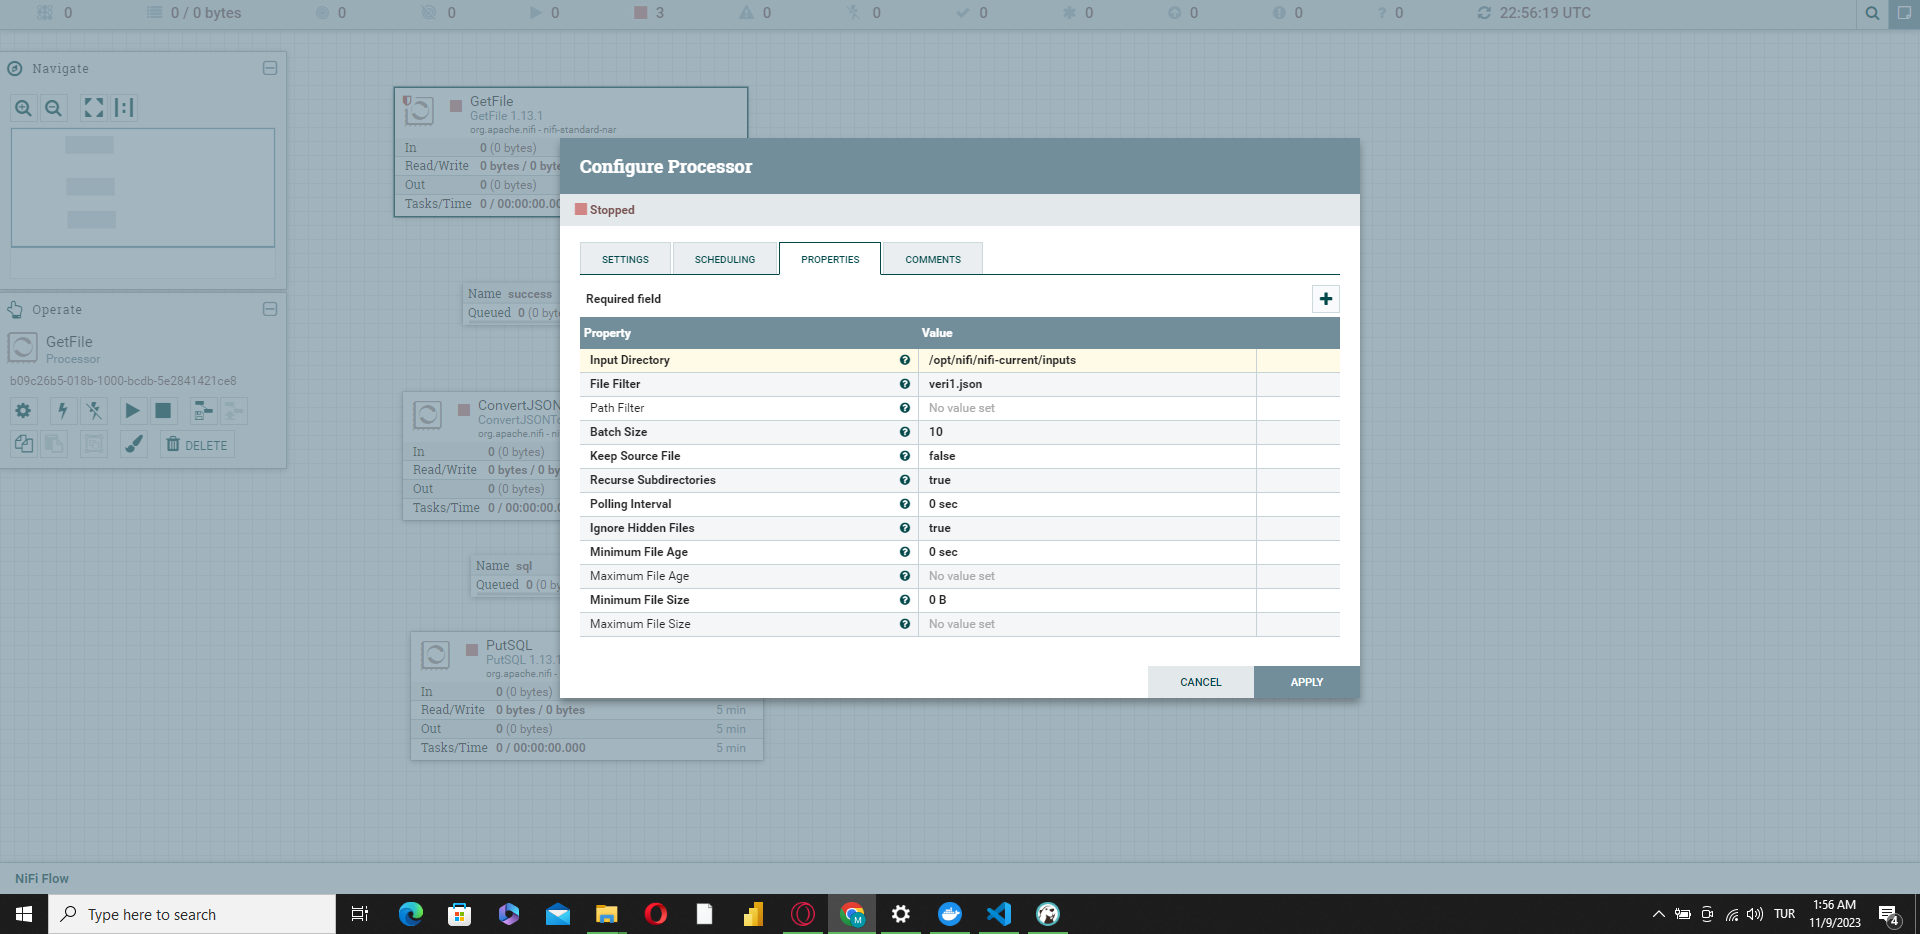 0
0 / 0 bytes
0
0
0
3
0
0
0
0
0
0
0
22:56:19 UTC
Navigate
GetFile
GetFile 1.13.1
org.apache.nifi - nifi-standard-nar
In 0 (0 bytes)
Read/Write 0 bytes / 0 byte
Out 0 (0 bytes)
Tasks/Time 0 / 00:00:00.00
Name success
Queued 0 (0 byt
Operate
GetFile
Processor
b09c26b5-018b-1000-bcdb-5e2841421ce8
DELETE
ConvertJSON
ConvertJSONTo
org.apache.nifi - ni
In 0 (0 bytes)
Read/Write 0 bytes / 0 by
Out 0 (0 bytes)
Tasks/Time 0 / 00:00:00.0
Name sql
Queued 0 (0 by
PutSQL
PutSQL 1.13.1
org.apache.nifi -
In 0 (0 bytes)
Read/Write 0 bytes / 0 bytes 5 min
Out 0 (0 bytes) 5 min
Tasks/Time 0 / 00:00:00.000 5 min
Configure Processor
Stopped
SETTINGS
SCHEDULING
PROPERTIES
COMMENTS
Required field
Property Value
Input Directory /opt/nifi/nifi-current/inputs
File Filter veri1.json
Path Filter No value set
Batch Size 10
Keep Source File false
Recurse Subdirectories true
Polling Interval 0 sec
Ignore Hidden Files true
Minimum File Age 0 sec
Maximum File Age No value set
Minimum File Size 0 B
Maximum File Size No value set
CANCEL
APPLY
NiFi Flow
Type here to search
M
TUR
1:56 AM
11/9/2023
4